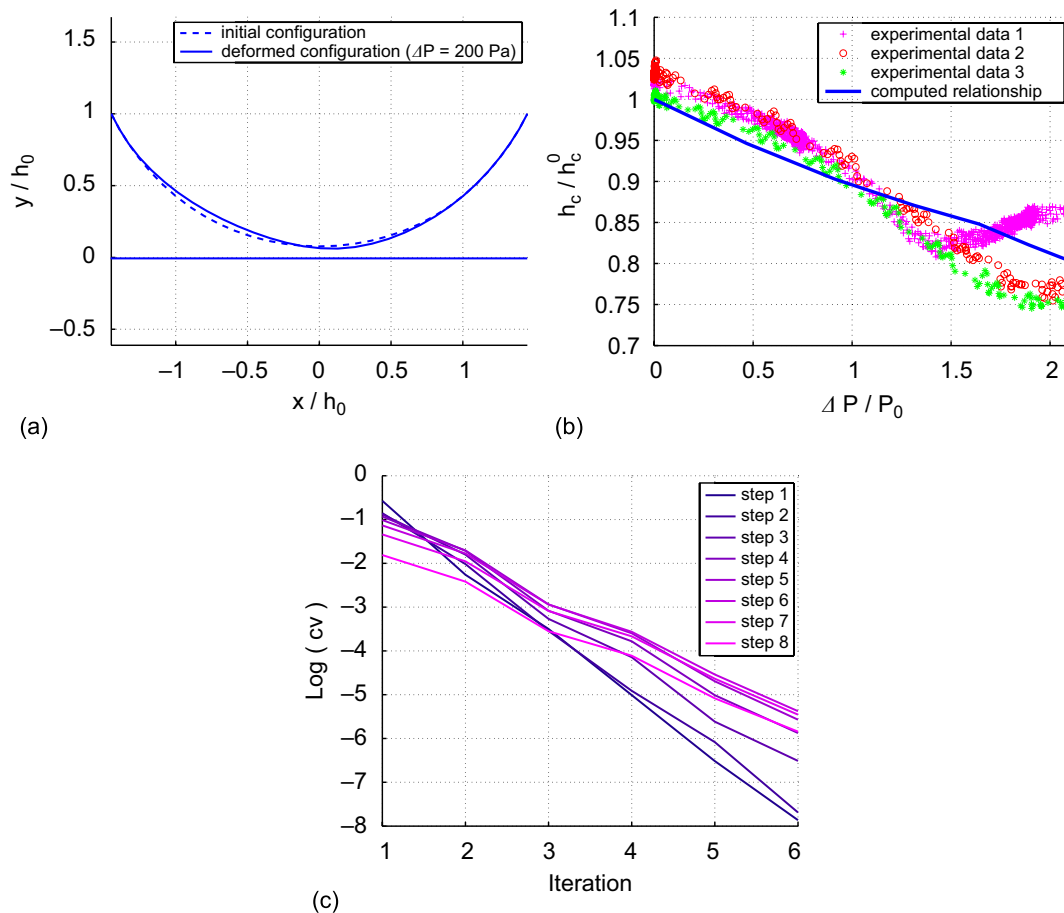 1.5
1
0.5
0
–0.5
y / h0
initial configuration
deformed configuration (ΔP = 200 Pa)
–1
–0.5
0
0.5
1
x / h0
(a)
1.1
1.05
1
0.95
0.9
0.85
0.8
0.75
0.7
hc / hc0
experimental data 1
experimental data 2
experimental data 3
computed relationship
0
0.5
1
1.5
2
Δ P / P0
(b)
0
–1
–2
–3
–4
–5
–6
–7
–8
Log ( cv )
step 1
step 2
step 3
step 4
step 5
step 6
step 7
step 8
1
2
3
4
5
6
Iteration
(c)